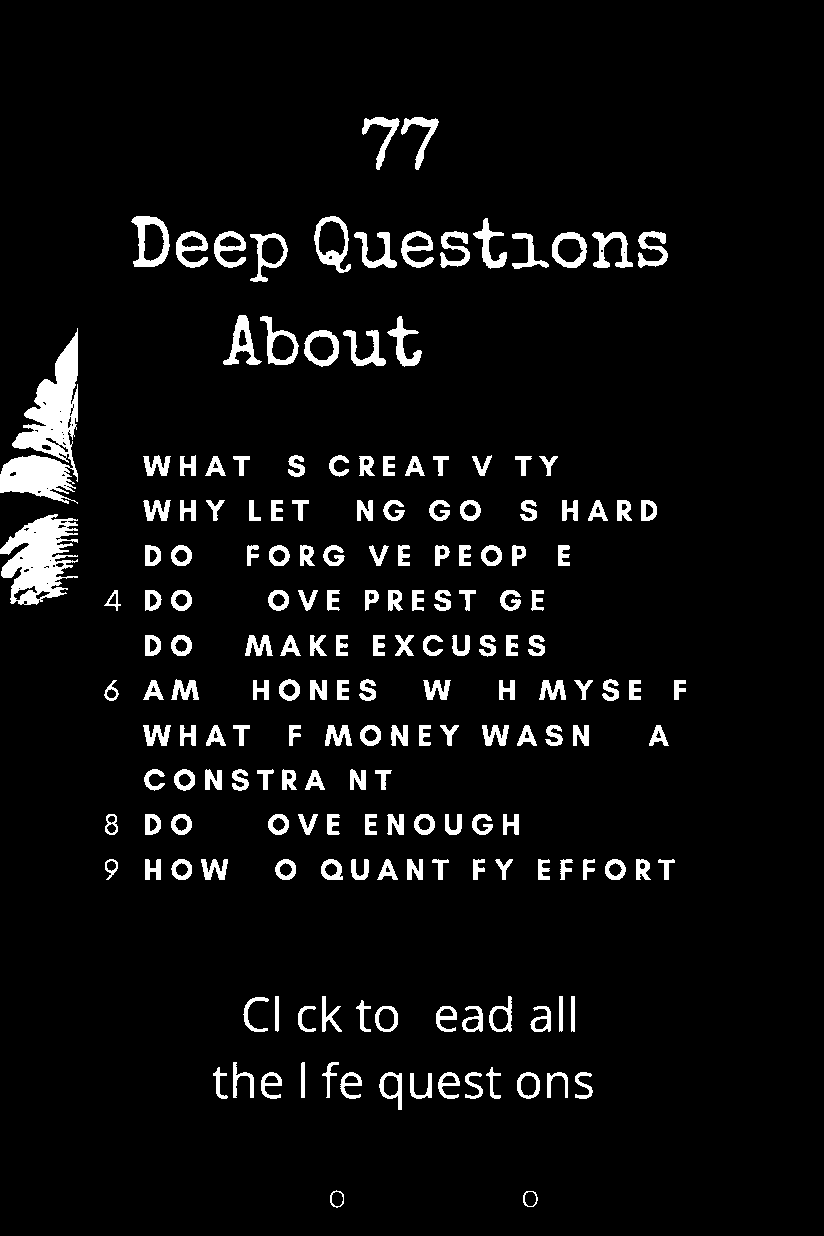 77
Deep Questıons
About
WHAT S CREAT V TY
WHY LET NG GO S HARD
DO FORG VE PEOP E
4 DO OVE PREST GE
DO MAKE EXCUSES
6 AM HONES W H MYSE F
WHAT F MONEY WASN A
CONSTRA NT
8 DO OVE ENOUGH
9 HOW O QUANT FY EFFORT
Cl ck to ead all
the l fe quest ons
O O